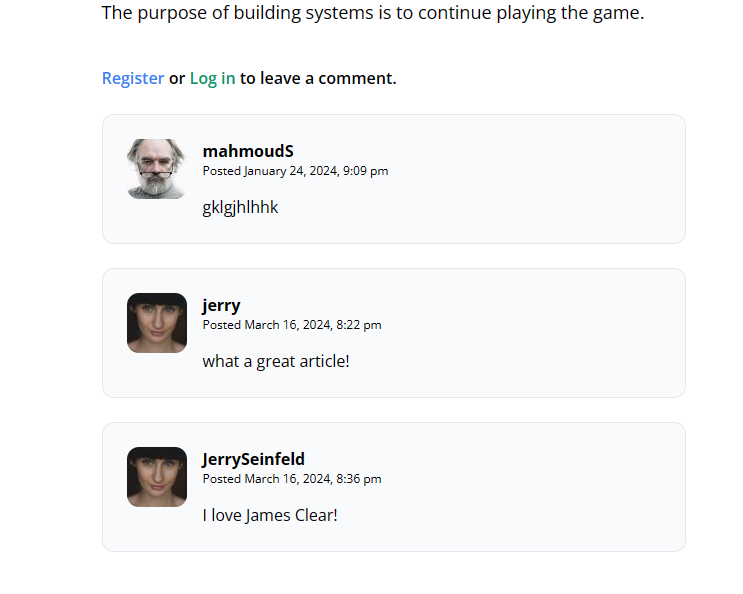 The purpose of building systems is to continue playing the game.
Register or Log in to leave a comment.
mahmoudS
Posted January 24, 2024, 9:09 pm
gklgjhlhhk
jerry
Posted March 16, 2024, 8:22 pm
what a great article!
JerrySeinfeld
Posted March 16, 2024, 8:36 pm
I love James Clear!